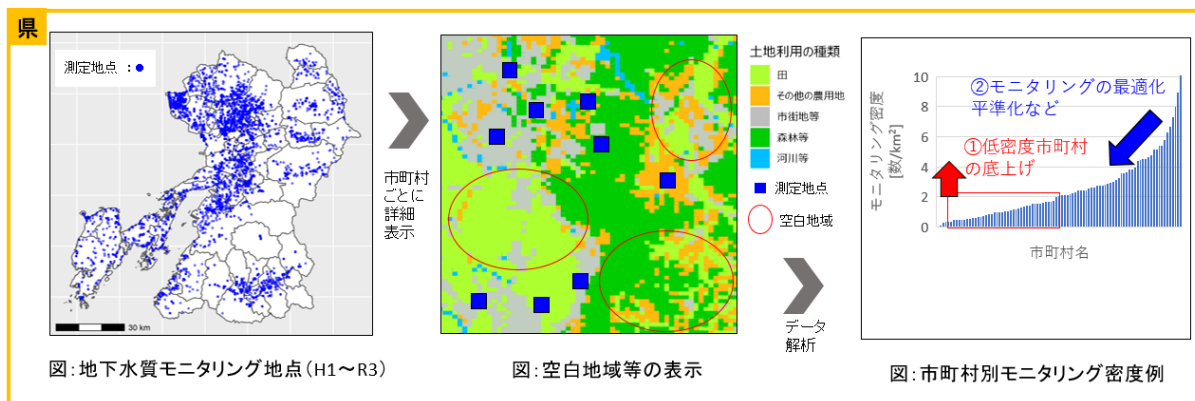 県
測定地点 :
30 km
図:地下水質モニタリング地点(H1～R3)
市町村
ごとに
詳細
表示
土地利用の種類
田
その他の農用地
市街地等
森林等
河川等
測定地点
空白地域
図:空白地域等の表示
データ
解析
モニタリング密度
[数/km²]
10
8
6
4
2
0
②モニタリングの最適化
平準化など
①低密度市町村
の底上げ
市町村名
図:市町村別モニタリング密度例